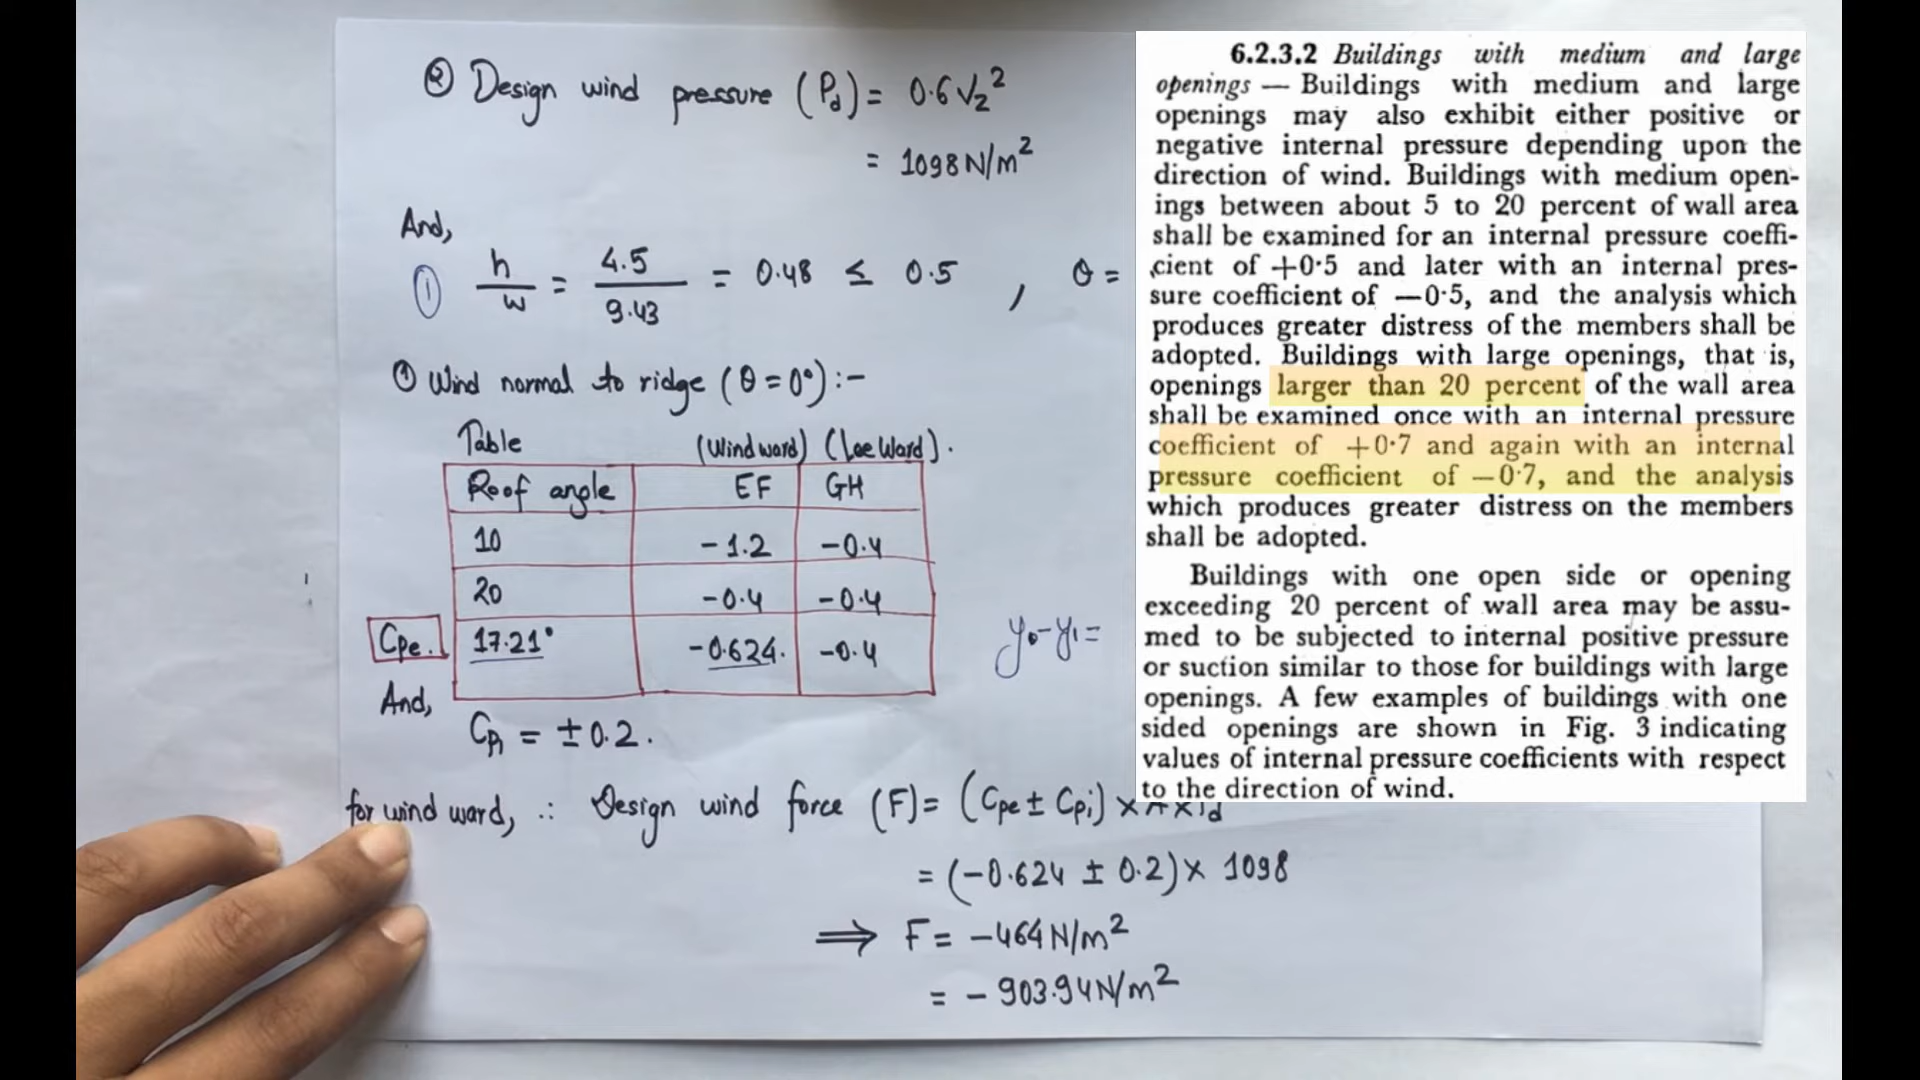 ② Design wind pressure (Pd) = 0.6 Vz²
= 1098 N/m²
And,
① h/w = 4.5/9.43 = 0.48 ≤ 0.5 , θ =
① Wind normal to ridge (θ = 0°) :-
Table (Windward) (Leeward).
Roof angle EF GH
10 -1.2 -0.4
20 -0.4 -0.4
Cpe. 17.21° -0.624. -0.4
y₀-y₁=
And,
Cpi = ± 0.2.
for wind ward, ∴ Design wind force (F) = (Cpe ± Cpi) × A × Pd
= (-0.624 ± 0.2) × 1098
⟹ F = -464 N/m²
= - 903.94 N/m²
6.2.3.2 Buildings with medium and large
openings — Buildings with medium and large
openings may also exhibit either positive or
negative internal pressure depending upon the
direction of wind. Buildings with medium open-
ings between about 5 to 20 percent of wall area
shall be examined for an internal pressure coeffi-
cient of +0·5 and later with an internal pres-
sure coefficient of —0·5, and the analysis which
produces greater distress of the members shall be
adopted. Buildings with large openings, that is,
openings larger than 20 percent of the wall area
shall be examined once with an internal pressure
coefficient of +0·7 and again with an internal
pressure coefficient of —0·7, and the analysis
which produces greater distress on the members
shall be adopted.
Buildings with one open side or opening
exceeding 20 percent of wall area may be assu-
med to be subjected to internal positive pressure
or suction similar to those for buildings with large
openings. A few examples of buildings with one
sided openings are shown in Fig. 3 indicating
values of internal pressure coefficients with respect
to the direction of wind.